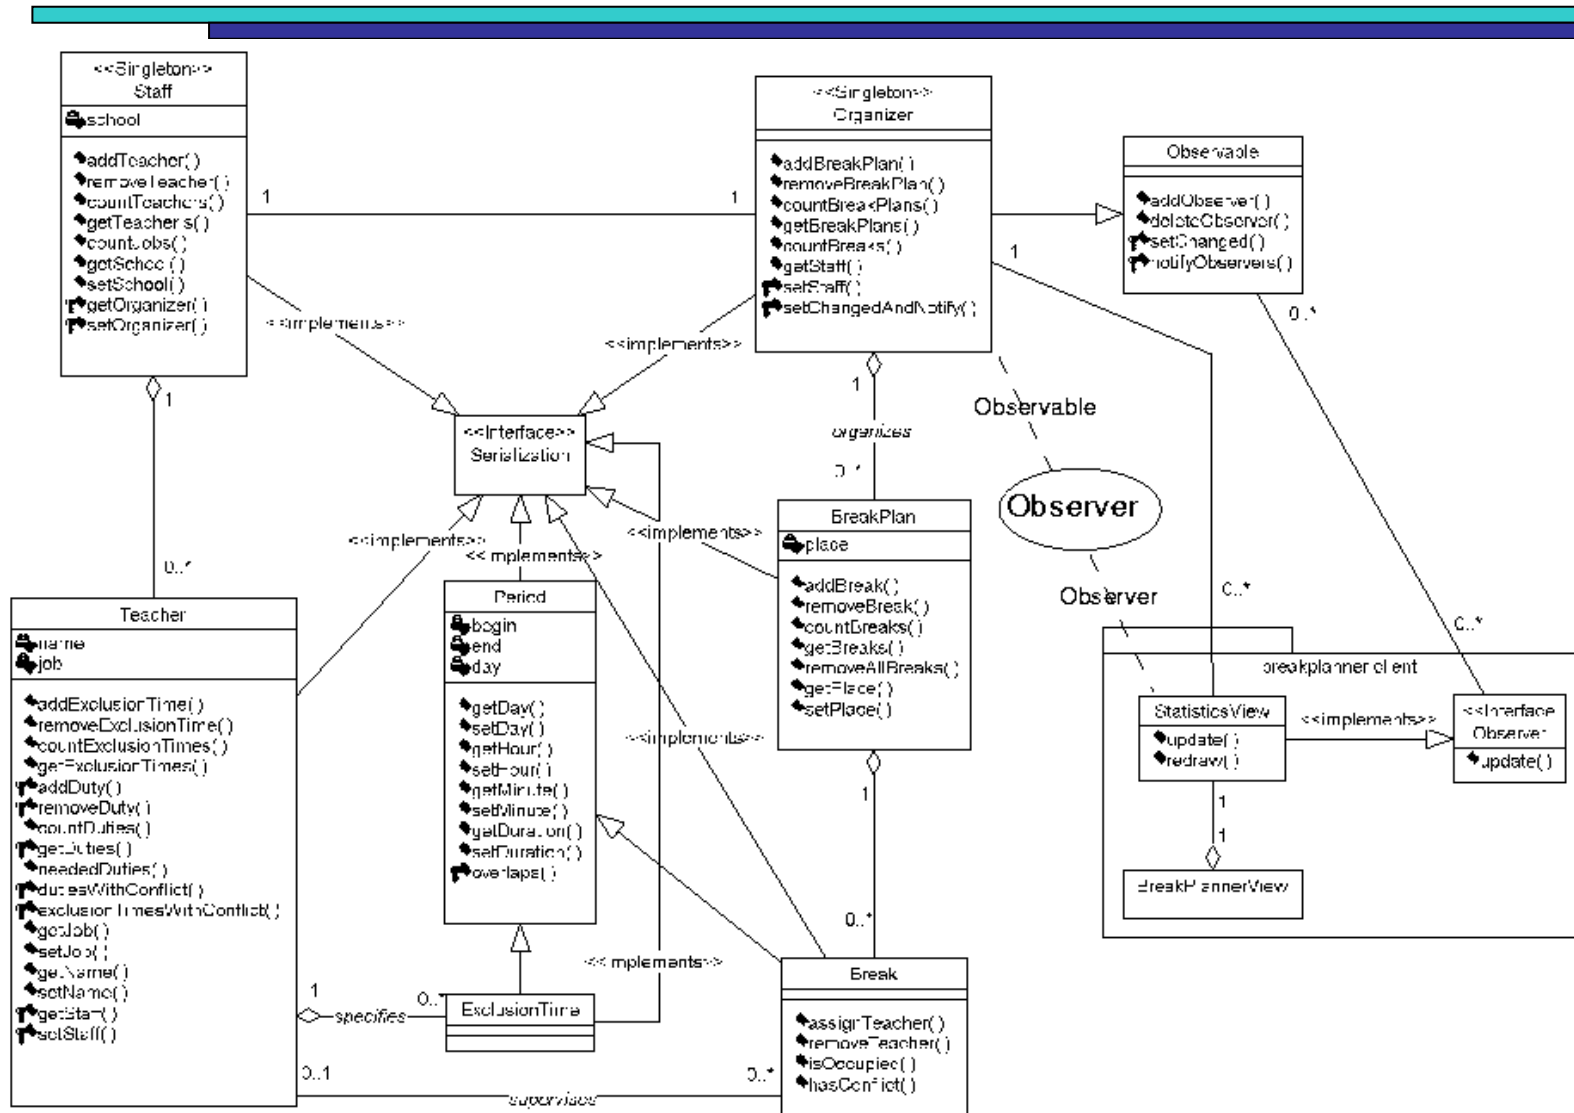 <<Singleton>>
Staff
school
addTeacher()
removeTeacher()
countTeachers()
getTeachers()
countJobs()
getSchool()
setSchool()
getOrganizer()
setOrganizer()
1
1
<<Singleton>>
Organizer
addBreakPlan()
removeBreakPlan()
countBreakPlans()
getBreakPlans()
countBreaks()
getStaff()
setStaff()
setChangedAndNotify()
Observable
addObserver()
deleteObserver()
setChanged()
notifyObservers()
1
0..*
<<implements>>
<<implements>>
1
1
organizes
0..*
Observable
Observer
Observer
<<Interface>>
Serialization
<<implements>>
<<implements>>
<<implements>>
0..*
0..*
0..*
BreakPlan
place
addBreak()
removeBreak()
countBreaks()
getBreaks()
removeAllBreaks()
getPlace()
setPlace()
Teacher
name
job
addExclusionTime()
removeExclusionTime()
countExclusionTimes()
getExclusionTimes()
addDuty()
removeDuty()
countDuties()
getDuties()
neededDuties()
dutiesWithConflict()
exclusionTimesWithConflict()
getJob()
setJob()
getName()
setName()
getStaff()
setStaff()
Period
begin
end
day
getDay()
setDay()
getHour()
setHour()
getMinute()
setMinute()
getDuration()
setDuration()
overlaps()
<<implements>>
breakplanner client
StatisticsView
update()
redraw()
<<implements>>
<<Interface
Observer
update()
1
1
BreakPlannerView
1
0..*
<<implements>>
1
specifies
0..*
ExclusionTime
Break
assignTeacher()
removeTeacher()
isOccupied()
hasConflict()
0..1
supervises
0..*